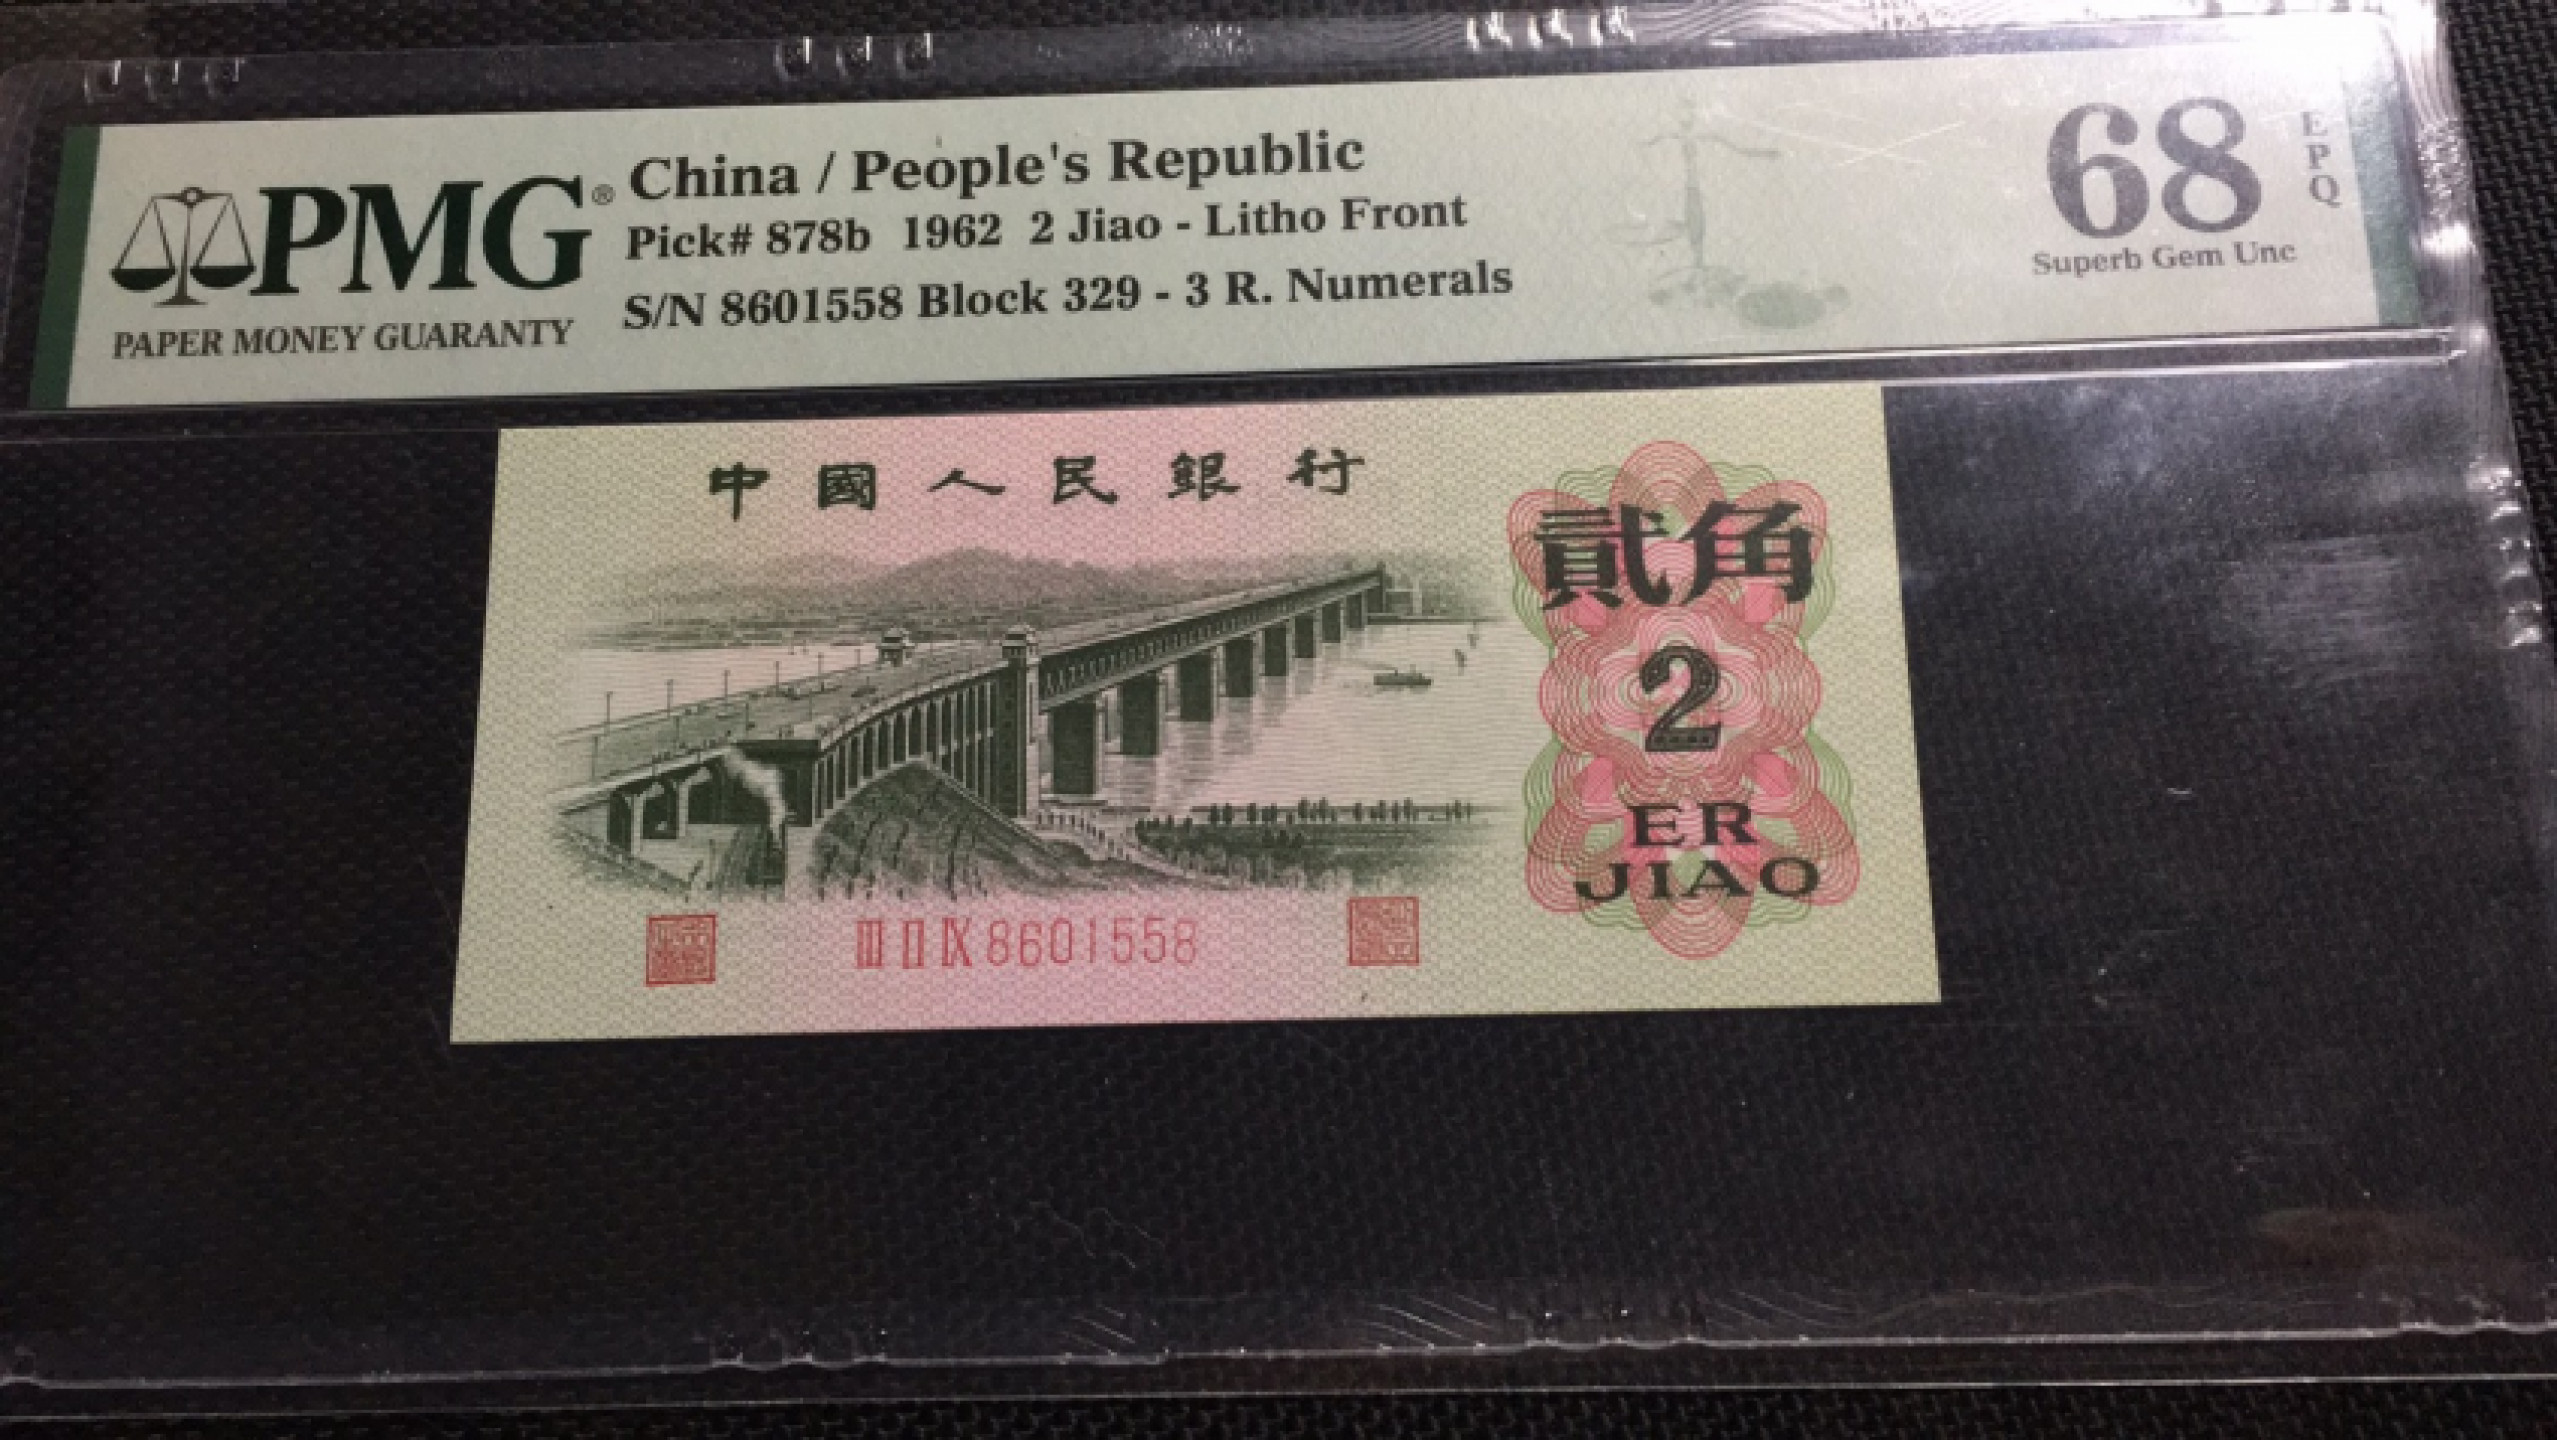 PMG®
PAPER MONEY GUARANTY
China / People's Republic
Pick# 878b 1962 2 Jiao - Litho Front
S/N 8601558 Block 329 - 3 R. Numerals
68
EPQ
Superb Gem Unc
中國人民銀行
貳角
2
ER
JIAO
III II IX 8601558